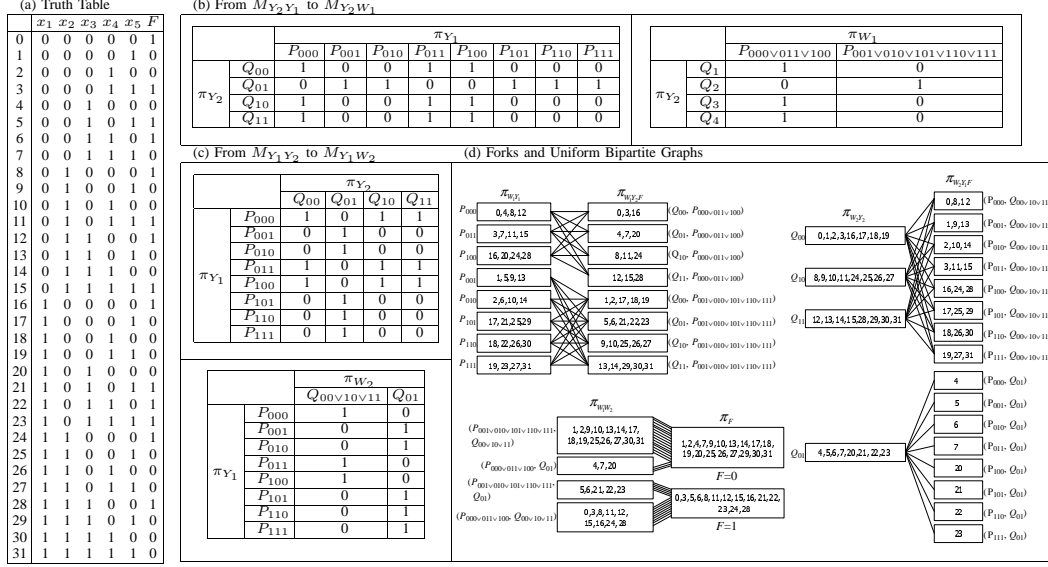 (a) Truth Table
x1 x2 x3 x4 x5 F
0 0 0 0 0 0 1
1 0 0 0 0 1 0
2 0 0 0 1 0 0
3 0 0 0 1 1 1
4 0 0 1 0 0 0
5 0 0 1 0 1 1
6 0 0 1 1 0 1
7 0 0 1 1 1 0
8 0 1 0 0 0 1
9 0 1 0 0 1 0
10 0 1 0 1 0 0
11 0 1 0 1 1 1
12 0 1 1 0 0 1
13 0 1 1 0 1 0
14 0 1 1 1 0 0
15 0 1 1 1 1 1
16 1 0 0 0 0 1
17 1 0 0 0 1 0
18 1 0 0 1 0 0
19 1 0 0 1 1 0
20 1 0 1 0 0 0
21 1 0 1 0 1 1
22 1 0 1 1 0 1
23 1 0 1 1 1 1
24 1 1 0 0 0 1
25 1 1 0 0 1 0
26 1 1 0 1 0 0
27 1 1 0 1 1 0
28 1 1 1 0 0 1
29 1 1 1 0 1 0
30 1 1 1 1 0 0
31 1 1 1 1 1 0
(b) From M_Y2Y1 to M_Y2W1
π_Y1
P000 P001 P010 P011 P100 P101 P110 P111
π_Y2
Q00 1 0 0 1 1 0 0 0
Q01 0 1 1 0 0 1 1 1
Q10 1 0 0 1 1 0 0 0
Q11 1 0 0 1 1 0 0 0
π_W1
P000∨011∨100 P001∨010∨101∨110∨111
π_Y2
Q1 1 0
Q2 0 1
Q3 1 0
Q4 1 0
(c) From M_Y1Y2 to M_Y1W2
π_Y2
Q00 Q01 Q10 Q11
π_Y1
P000 1 0 1 1
P001 0 1 0 0
P010 0 1 0 0
P011 1 0 1 1
P100 1 0 1 1
P101 0 1 0 0
P110 0 1 0 0
P111 0 1 0 0
π_W2
Q00∨10∨11 Q01
π_Y1
P000 1 0
P001 0 1
P010 0 1
P011 1 0
P100 1 0
P101 0 1
P110 0 1
P111 0 1
(d) Forks and Uniform Bipartite Graphs
π_W1Y1 π_W1Y2F
P000 0,4,8,12 0,3,16 (Q00, P000∨011∨100)
P011 3,7,11,15 4,7,20 (Q01, P000∨011∨100)
P100 16,20,24,28 8,11,24 (Q10, P000∨011∨100)
P001 1,5,9,13 12,15,28 (Q11, P000∨011∨100)
P010 2,6,10,14 1,2,17,18,19 (Q00, P001∨010∨101∨110∨111)
P101 17,21,25,29 5,6,21,22,23 (Q01, P001∨010∨101∨110∨111)
P110 18,22,26,30 9,10,25,26,27 (Q10, P001∨010∨101∨110∨111)
P111 19,23,27,31 13,14,29,30,31 (Q11, P001∨010∨101∨110∨111)
π_W1W2 π_F
(P001∨010∨101∨110∨111, Q00∨10∨11)
1,2,9,10,13,14,17,
18,19,25,26,27,30,31
(P000∨011∨100, Q01) 4,7,20
(P001∨010∨101∨110∨111, Q01) 5,6,21,22,23
(P000∨011∨100, Q00∨10∨11)
0,3,8,11,12,
15,16,24,28
1,2,4,7,9,10,13,14,17,18,
19,20,25,26,27,29,30,31
F=0
0,3,5,6,8,11,12,15,16,21,22,
23,24,28
F=1
π_W2Y2 π_W2Y1F
Q00 0,1,2,3,16,17,18,19
Q10 8,9,10,11,24,25,26,27
Q11 12,13,14,15,28,29,30,31
0,8,12 (P000, Q00∨10∨11
1,9,13 (P001, Q00∨10∨11
2,10,14 (P010, Q00∨10∨11
3,11,15 (P011, Q00∨10∨11
16,24,28 (P100, Q00∨10∨11
17,25,29 (P101, Q00∨10∨11
18,26,30 (P110, Q00∨10∨11
19,27,31 (P111, Q00∨10∨11
Q01 4,5,6,7,20,21,22,23
4 (P000, Q01)
5 (P001, Q01)
6 (P010, Q01)
7 (P011, Q01)
20 (P100, Q01)
21 (P101, Q01)
22 (P110, Q01)
23 (P111, Q01)